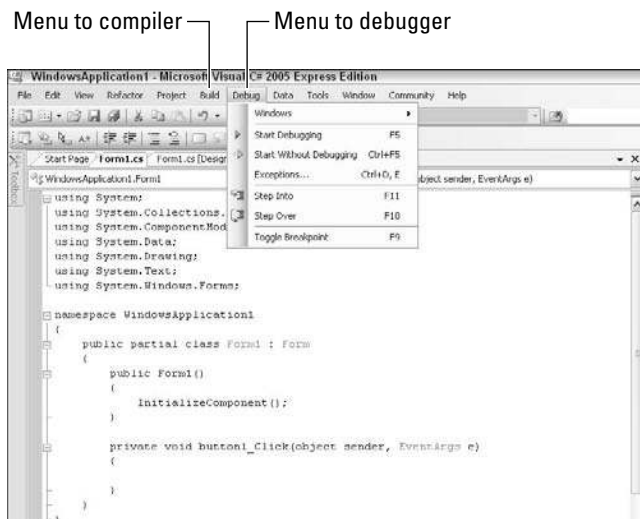 Menu to compiler
Menu to debugger
WindowsApplication1 - Microsoft Visual C# 2005 Express Edition
File Edit View Refactor Project Build Debug Data Tools Window Community Help
Windows
Start Debugging F5
Start Without Debugging Ctrl+F5
Exceptions... Ctrl+D, E
Step Into F11
Step Over F10
Toggle Breakpoint F9
Start Page Form1.cs Form1.cs [Design
Toolbox
WindowsApplication1.Form1
bject sender, EventArgs e)
using System;
using System.Collections.
using System.ComponentMod
using System.Data;
using System.Drawing;
using System.Text;
using System.Windows.Forms;
namespace WindowsApplication1
{
public partial class Form1 : Form
{
public Form1()
{
InitializeComponent();
}
private void button1_Click(object sender, EventArgs e)
{
}
}